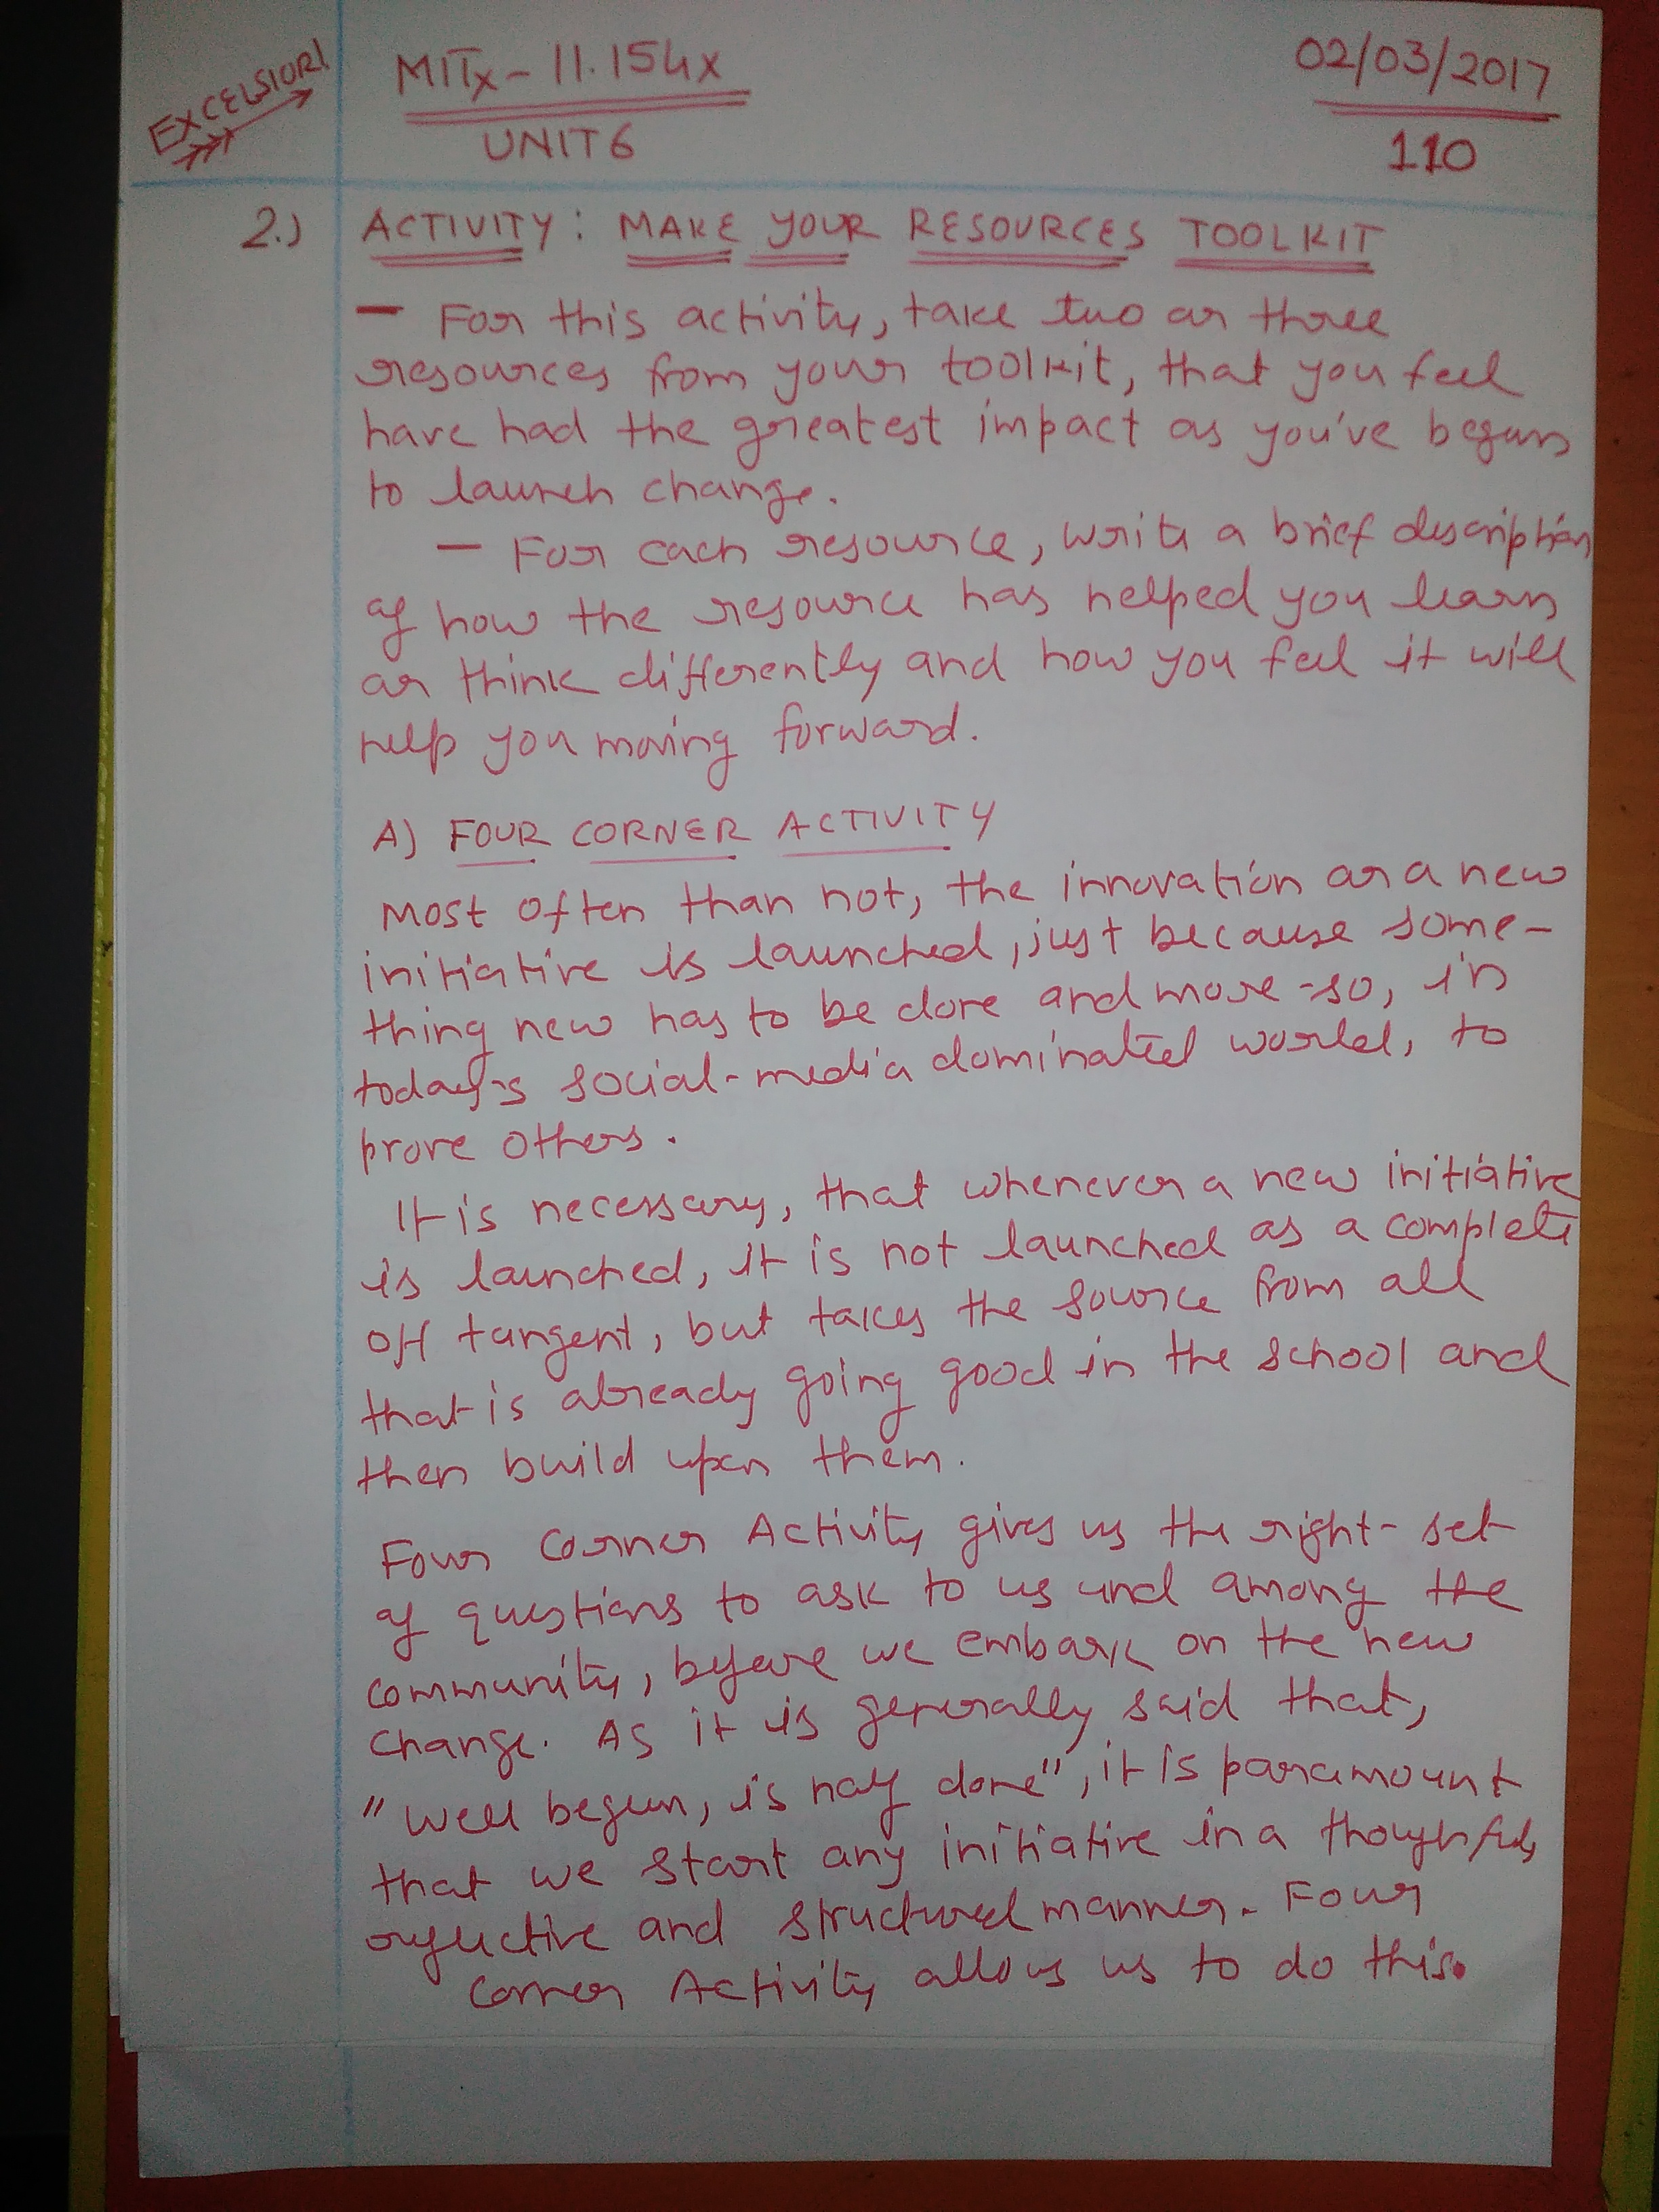 EXCELSIOR!
MITx - 11.154x
02/03/2017
UNIT 6
110
2.) ACTIVITY: MAKE YOUR RESOURCES TOOLKIT
— For this activity, take two or three
resources from your toolkit, that you feel
have had the greatest impact as you've begun
to launch change.
— For each resource, write a brief description
of how the resource has helped you learn
or think differently and how you feel it will
help you moving forward.
A) FOUR CORNER ACTIVITY
Most often than not, the innovation or a new
initiative is launched, just because some-
thing new has to be done and more-so, in
today's social-media dominated world, to
prove others.
It is necessary, that whenever a new initiative
is launched, it is not launched as a complete
off tangent, but takes the source from all
that is already going good in the school and
then build upon them.
Four Corner Activity gives us the right-set
of questions to ask to us and among the
community, before we embark on the new
change. As it is generally said that,
"Well begun, is half done", it is paramount
that we start any initiative in a thoughtful,
reflective and structured manner. Four
Corner Activity allows us to do this.